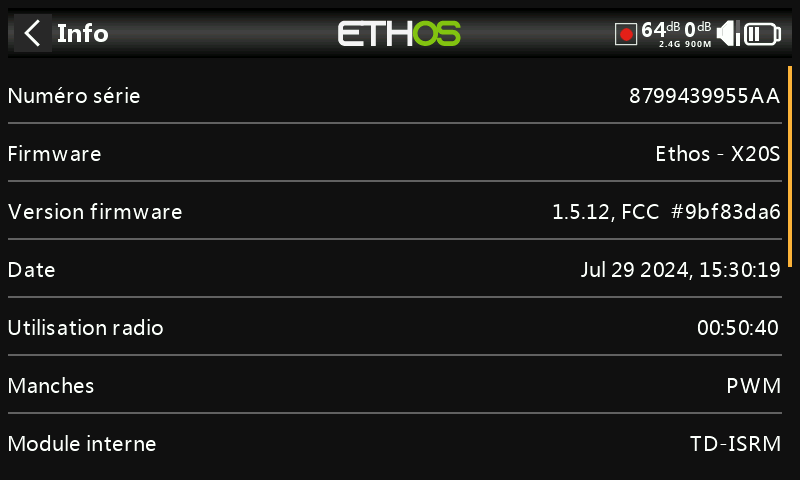 Info
ETHOS
64dB 0dB
2.4G 900M
Numéro série 8799439955AA
Firmware Ethos - X20S
Version firmware 1.5.12, FCC #9bf83da6
Date Jul 29 2024, 15:30:19
Utilisation radio 00:50:40
Manches PWM
Module interne TD-ISRM